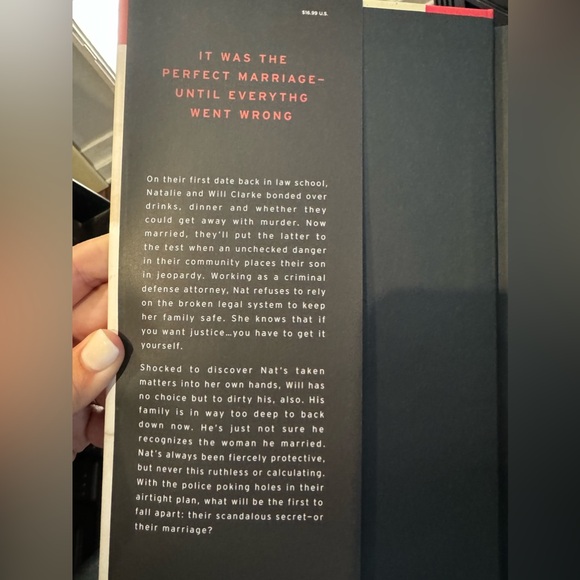 $16.99 U.S.
IT WAS THE
PERFECT MARRIAGE—
UNTIL EVERYTHG
WENT WRONG
On their first date back in law school,
Natalie and Will Clarke bonded over
drinks, dinner and whether they
could get away with murder. Now
married, they'll put the latter to
the test when an unchecked danger
in their community places their son
in jeopardy. Working as a criminal
defense attorney, Nat refuses to rely
on the broken legal system to keep
her family safe. She knows that if
you want justice…you have to get it
yourself.
Shocked to discover Nat's taken
matters into her own hands, Will has
no choice but to dirty his, also. His
family is in way too deep to back
down now. He's just not sure he
recognizes the woman he married.
Nat's always been fiercely protective,
but never this ruthless or calculating.
With the police poking holes in their
airtight plan, what will be the first to
fall apart: their scandalous secret—or
their marriage?